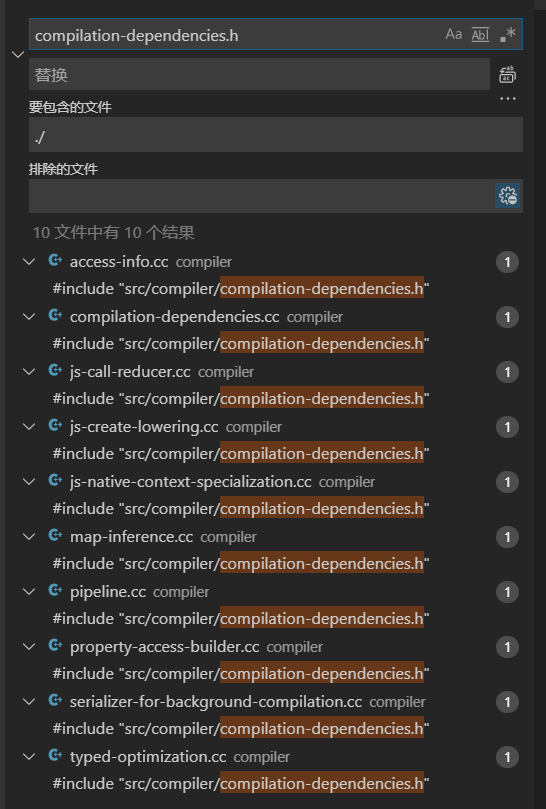 compilation-dependencies.h Aa Abl .*
替换
要包含的文件
./
排除的文件
10 文件中有 10 个结果
access-info.cc compiler 1
#include "src/compiler/compilation-dependencies.h"
compilation-dependencies.cc compiler 1
#include "src/compiler/compilation-dependencies.h"
js-call-reducer.cc compiler 1
#include "src/compiler/compilation-dependencies.h"
js-create-lowering.cc compiler 1
#include "src/compiler/compilation-dependencies.h"
js-native-context-specialization.cc compiler 1
#include "src/compiler/compilation-dependencies.h"
map-inference.cc compiler 1
#include "src/compiler/compilation-dependencies.h"
pipeline.cc compiler 1
#include "src/compiler/compilation-dependencies.h"
property-access-builder.cc compiler 1
#include "src/compiler/compilation-dependencies.h"
serializer-for-background-compilation.cc compiler 1
#include "src/compiler/compilation-dependencies.h"
typed-optimization.cc compiler 1
#include "src/compiler/compilation-dependencies.h"